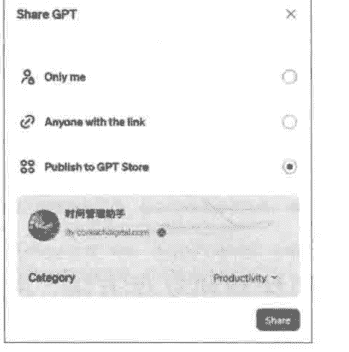 Share GPT
Only me
Anyone with the link
Publish to GPT Store
时间管理助手
By
Category
Productivity
Share